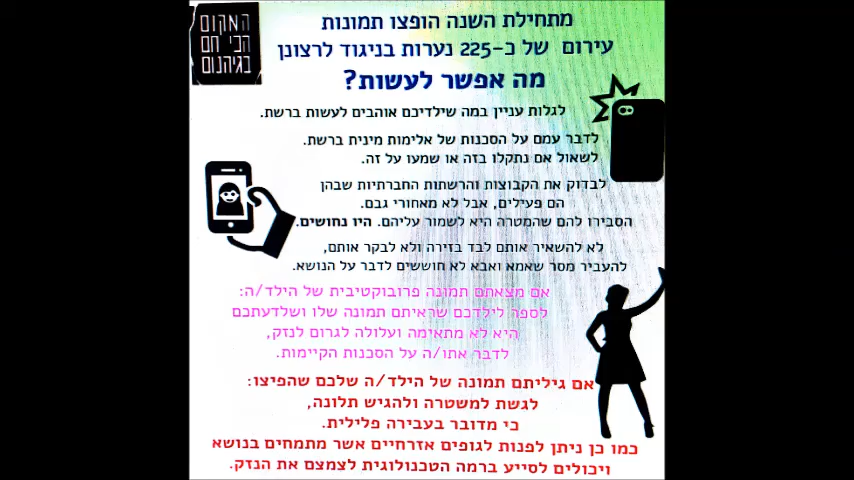 המקום
הכי חם
בגיהנום
מתחילת השנה הופצו תמונות
עירום של כ-225 נערות בניגוד לרצונן
מה אפשר לעשות?
לגלות עניין במה שילדיכם אוהבים לעשות ברשת.
לדבר עמם על הסכנות של אלימות מינית ברשת.
לשאול אם נתקלו בזה או שמעו על זה.
לבדוק את הקבוצות והרשתות החברתיות שבהן
הם פעילים, אבל לא מאחורי גבם.
הסבירו להם שהמטרה היא לשמור עליהם. היו נחושים.
לא להשאיר אותם לבד בזירה ולא לבקר אותם,
להעביר מסר שאמא ואבא לא חוששים לדבר על הנושא.
אם מצאתם תמונה פרובוקטיבית של הילד/ה:
לספר לילדכם שראיתם תמונה שלו ושלדעתכם
היא לא מתאימה ועלולה לגרום לנזק,
לדבר אתו/ה על הסכנות הקיימות.
אם גיליתם תמונה של הילד/ה שלכם שהפיצו:
לגשת למשטרה ולהגיש תלונה,
כי מדובר בעבירה פלילית.
כמו כן ניתן לפנות לגופים אזרחיים אשר מתמחים בנושא
ויכולים לסייע ברמה הטכנולוגית לצמצם את הנזק.